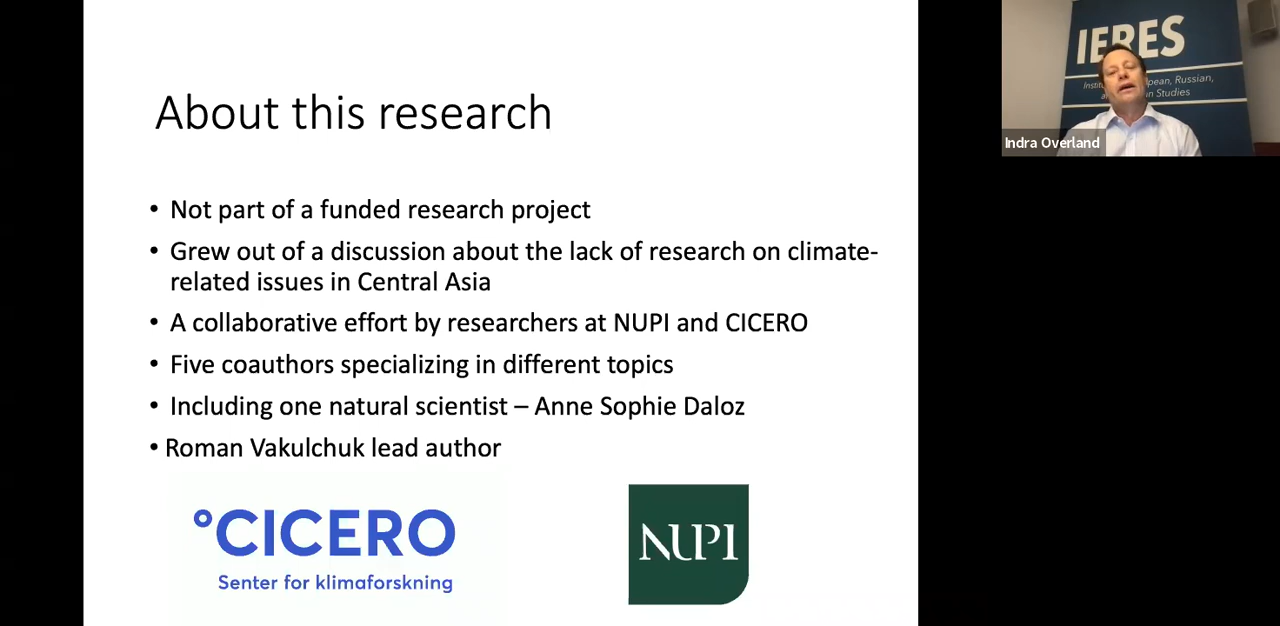 About this research
• Not part of a funded research project
• Grew out of a discussion about the lack of research on climate-
related issues in Central Asia
• A collaborative effort by researchers at NUPI and CICERO
• Five coauthors specializing in different topics
• Including one natural scientist – Anne Sophie Daloz
• Roman Vakulchuk lead author
°CICERO
Senter for klimaforskning
NUPI
IERES
pean, Russian,
Studies
Indra Overland